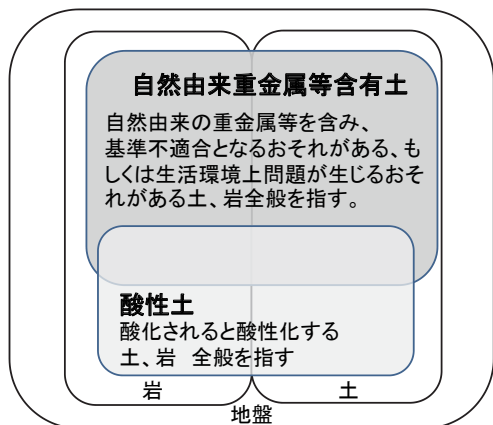 自然由来重金属等含有土
自然由来の重金属等を含み、
基準不適合となるおそれがある、も
しくは生活環境上問題が生じるおそ
れがある土、岩全般を指す。
酸性土
酸化されると酸性化する
土、岩 全般を指す
岩
土
地盤